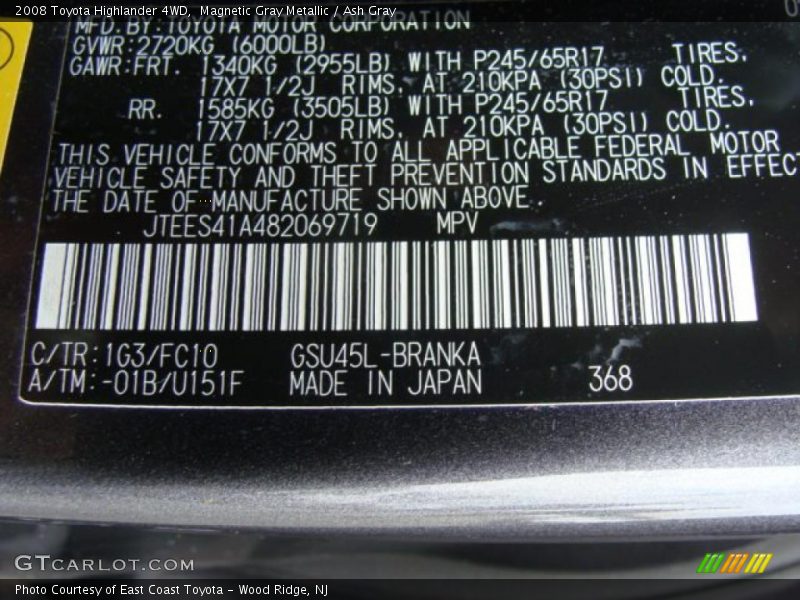 2008 Toyota Highlander 4WD, Magnetic Gray Metallic / Ash Gray
MFD. BY: TOYOTA MOTOR CORPORATION
GVWR: 2720KG (6000LB)
GAWR: FRT. 1340KG (2955LB) WITH P245/65R17 TIRES.
17X7 1/2J RIMS. AT 210KPA (30PSI) COLD.
RR. 1585KG (3505LB) WITH P245/65R17 TIRES.
17X7 1/2J RIMS. AT 210KPA (30PSI) COLD.
THIS VEHICLE CONFORMS TO ALL APPLICABLE FEDERAL MOTOR
VEHICLE SAFETY AND THEFT PREVENTION STANDARDS IN EFFECT
THE DATE OF MANUFACTURE SHOWN ABOVE.
JTEES41A482069719 MPV
C/TR: 1G3/FC10 GSU45L-BRANKA
A/TM: -01B/U151F MADE IN JAPAN 368
GTCARLOT.COM
Photo Courtesy of East Coast Toyota – Wood Ridge, NJ